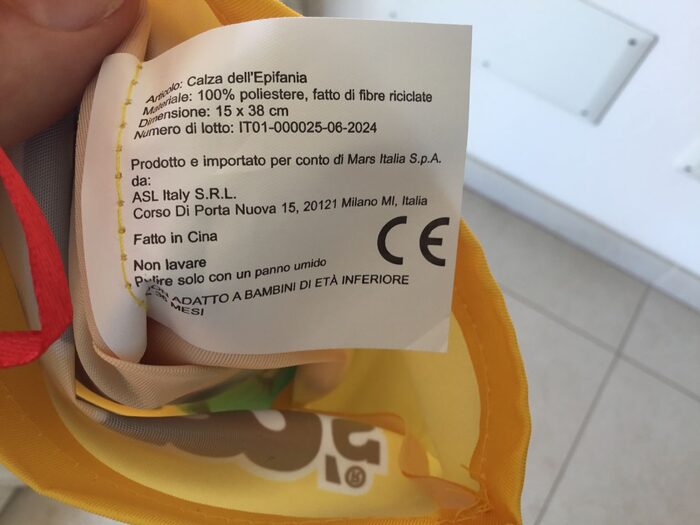 Articolo: Calza dell'Epifania
Materiale: 100% poliestere, fatto di fibre riciclate
Dimensione: 15 x 38 cm
Numero di lotto: IT01-000025-06-2024
Prodotto e importato per conto di Mars Italia S.p.A.
da:
ASL Italy S.R.L.
Corso Di Porta Nuova 15, 20121 Milano MI, Italia
Fatto in Cina
CE
Non lavare
Pulire solo con un panno umido
ADATTO A BAMBINI DI ETÀ INFERIORE
36 MESI